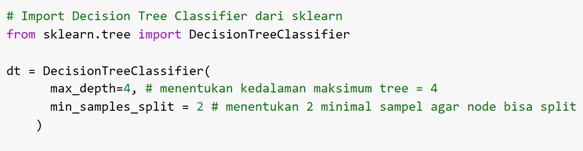 # Import Decision Tree Classifier dari sklearn
from sklearn.tree import DecisionTreeClassifier
dt = DecisionTreeClassifier(
max_depth=4, # menentukan kedalaman maksimum tree = 4
min_samples_split = 2 # menentukan 2 minimal sampel agar node bisa split
)